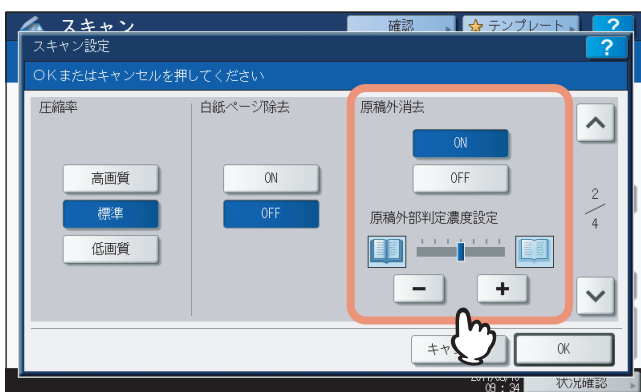 スキャン
確認
テンプレート
?
スキャン設定
?
OKまたはキャンセルを押してください
圧縮率
白紙ページ除去
原稿外消去
高画質
標準
低画質
ON
OFF
ON
OFF
原稿外部判定濃度設定
-
+
2
4
OK
09:34
状況確認